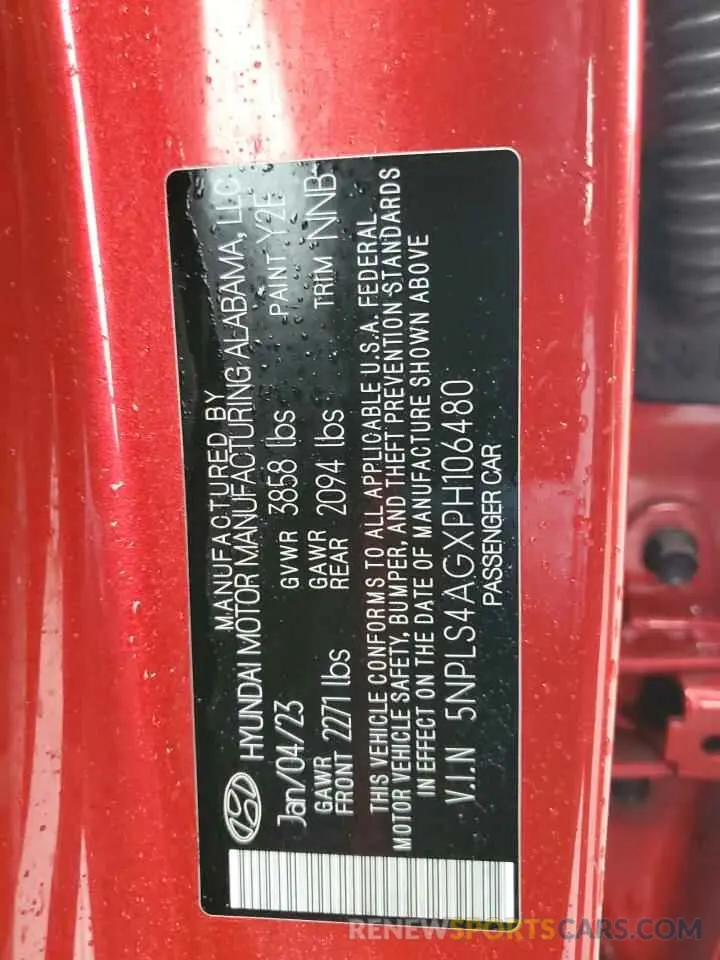 MANUFACTURED BY
HYUNDAI MOTOR MANUFACTURING ALABAMA, LLC
Jan/04/23 GVWR 3858 lbs PAINT Y2E
GAWR FRONT 2271 lbs GAWR REAR 2094 lbs TRIM NNB
THIS VEHICLE CONFORMS TO ALL APPLICABLE U.S.A. FEDERAL
MOTOR VEHICLE SAFETY, BUMPER, AND THEFT PREVENTION STANDARDS
IN EFFECT ON THE DATE OF MANUFACTURE SHOWN ABOVE
V.I.N 5NPLS4AGXPH106480
PASSENGER CAR
RENEWSPORTSCARS.COM